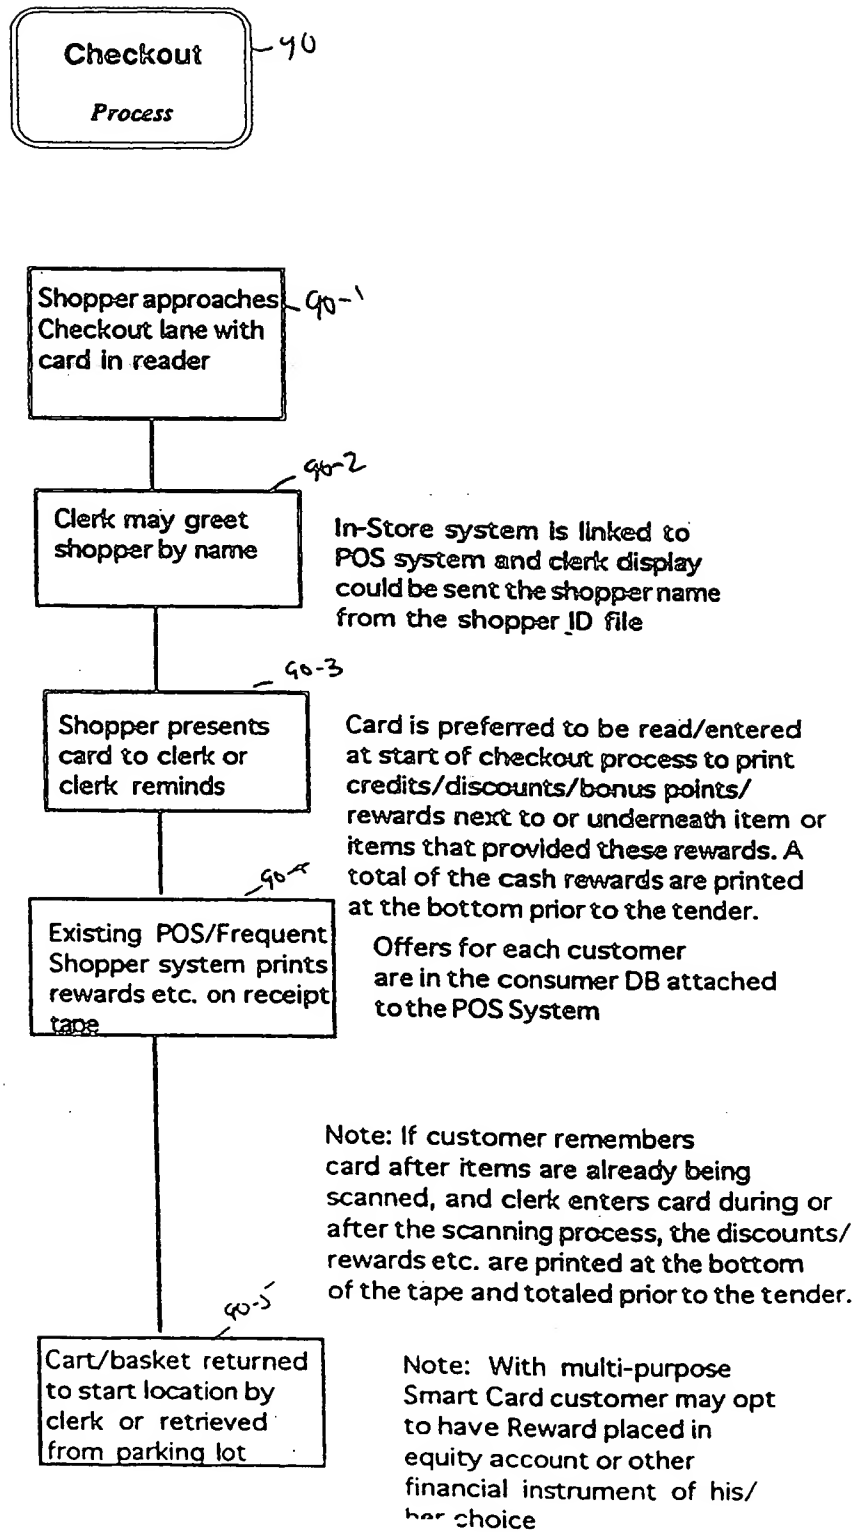 Checkout
Process
90
Shopper approaches
Checkout lane with
card in reader
90-1
90-2
Clerk may greet
shopper by name
In-Store system is linked to
POS system and clerk display
could be sent the shopper name
from the shopper ID file
90-3
Shopper presents
card to clerk or
clerk reminds
Card is preferred to be read/entered
at start of checkout process to print
credits/discounts/bonus points/
rewards next to or underneath item or
items that provided these rewards. A
total of the cash rewards are printed
at the bottom prior to the tender.
90-4
Existing POS/Frequent
Shopper system prints
rewards etc. on receipt
tape
Offers for each customer
are in the consumer DB attached
to the POS System
Note: If customer remembers
card after items are already being
scanned, and clerk enters card during or
after the scanning process, the discounts/
rewards etc. are printed at the bottom
of the tape and totaled prior to the tender.
90-5
Cart/basket returned
to start location by
clerk or retrieved
from parking lot
Note: With multi-purpose
Smart Card customer may opt
to have Reward placed in
equity account or other
financial instrument of his/
her choice